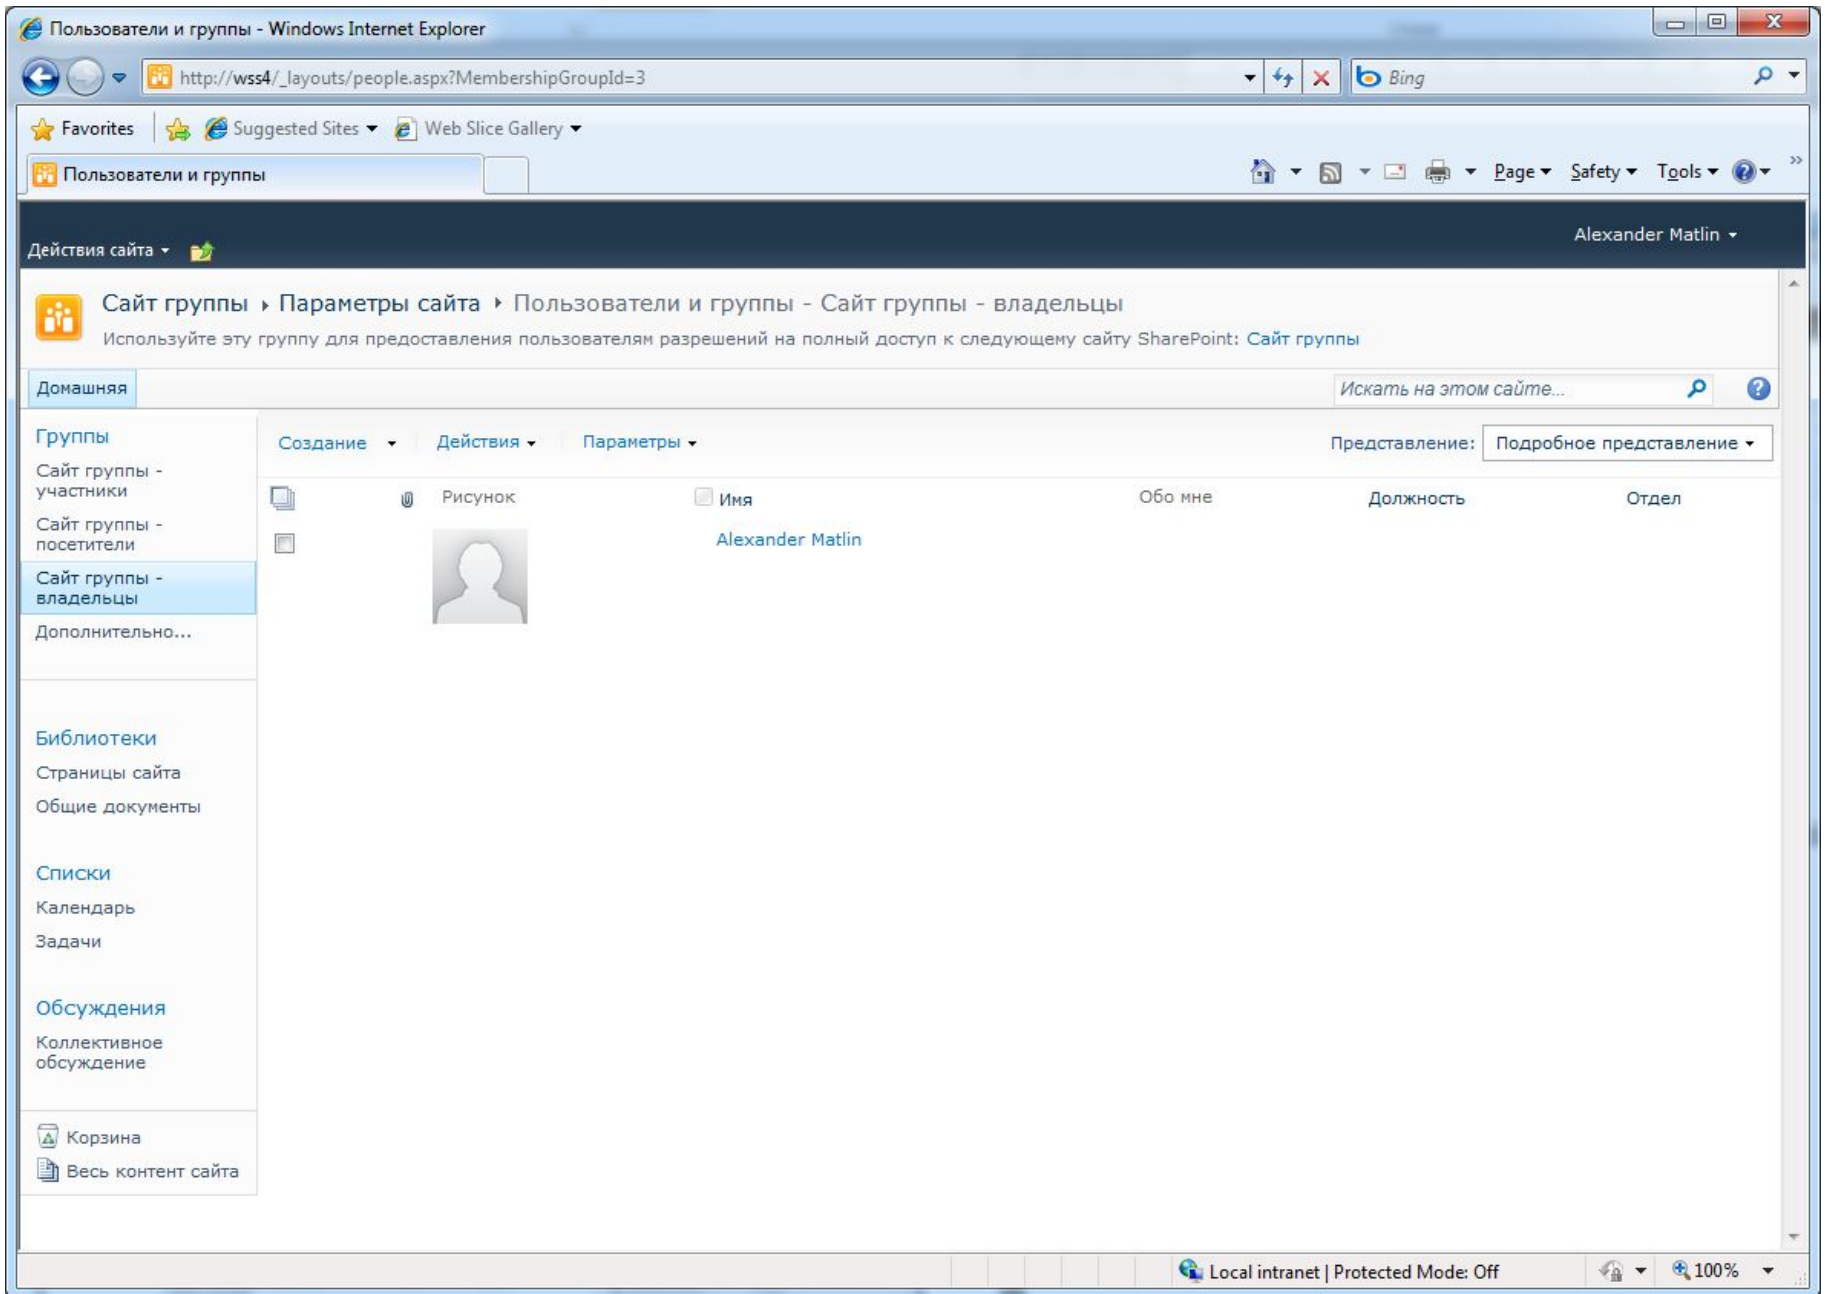 Пользователи и группы - Windows Internet Explorer
http://wss4/_layouts/people.aspx?MembershipGroupId=3
Bing
Favorites
Suggested Sites
Web Slice Gallery
Пользователи и группы
Page
Safety
Tools
Действия сайта
Alexander Matlin
Сайт группы
Параметры сайта
Пользователи и группы - Сайт группы - владельцы
Используйте эту группу для предоставления пользователям разрешений на полный доступ к следующему сайту SharePoint: Сайт группы
Домашняя
Искать на этом сайте...
Группы
Сайт группы -
участники
Сайт группы -
посетители
Сайт группы -
владельцы
Дополнительно...
Библиотеки
Страницы сайта
Общие документы
Списки
Календарь
Задачи
Обсуждения
Коллективное
обсуждение
Корзина
Весь контент сайта
Создание
Действия
Параметры
Представление:
Подробное представление
Рисунок
Имя
Обо мне
Должность
Отдел
Alexander Matlin
Local intranet | Protected Mode: Off
100%